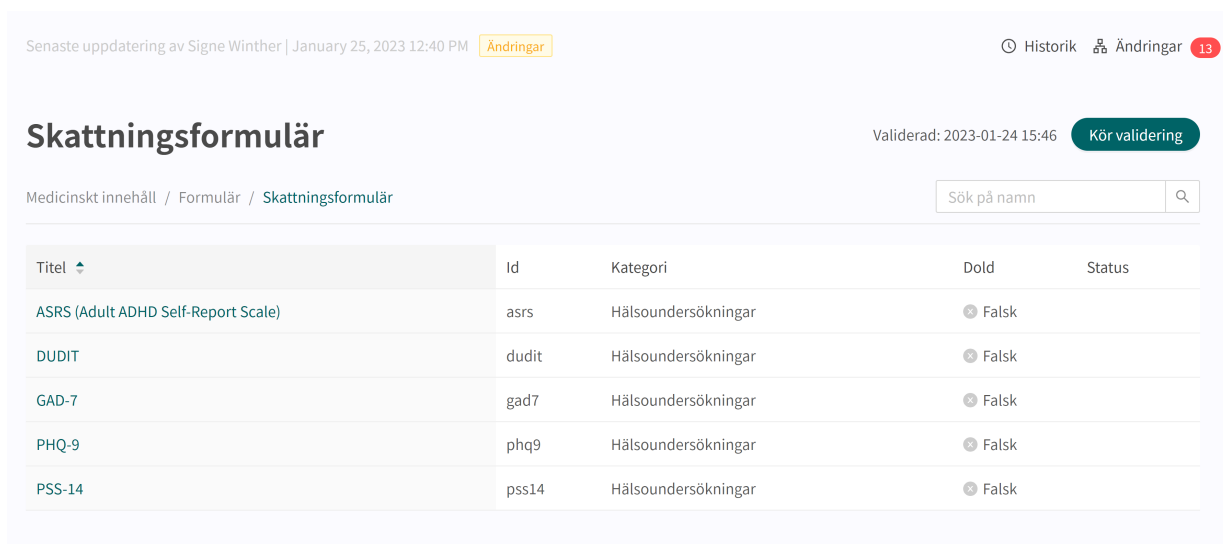 Senaste uppdatering av Signe Winther | January 25, 2023 12:40 PM Ändringar Historik Ändringar 13
Skattningsformulär Validerad: 2023-01-24 15:46 Kör validering
Medicinskt innehåll / Formulär / Skattningsformulär Sök på namn
Titel Id Kategori Dold Status
ASRS (Adult ADHD Self-Report Scale) asrs Hälsoundersökningar Falsk
DUDIT dudit Hälsoundersökningar Falsk
GAD-7 gad7 Hälsoundersökningar Falsk
PHQ-9 phq9 Hälsoundersökningar Falsk
PSS-14 pss14 Hälsoundersökningar Falsk